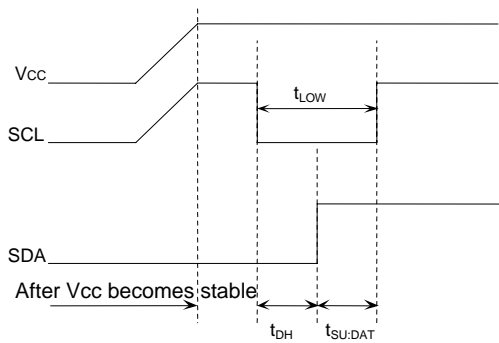 VCC
tLOW
SCL
SDA
After Vcc becomes stable
tDH
tSU:DAT